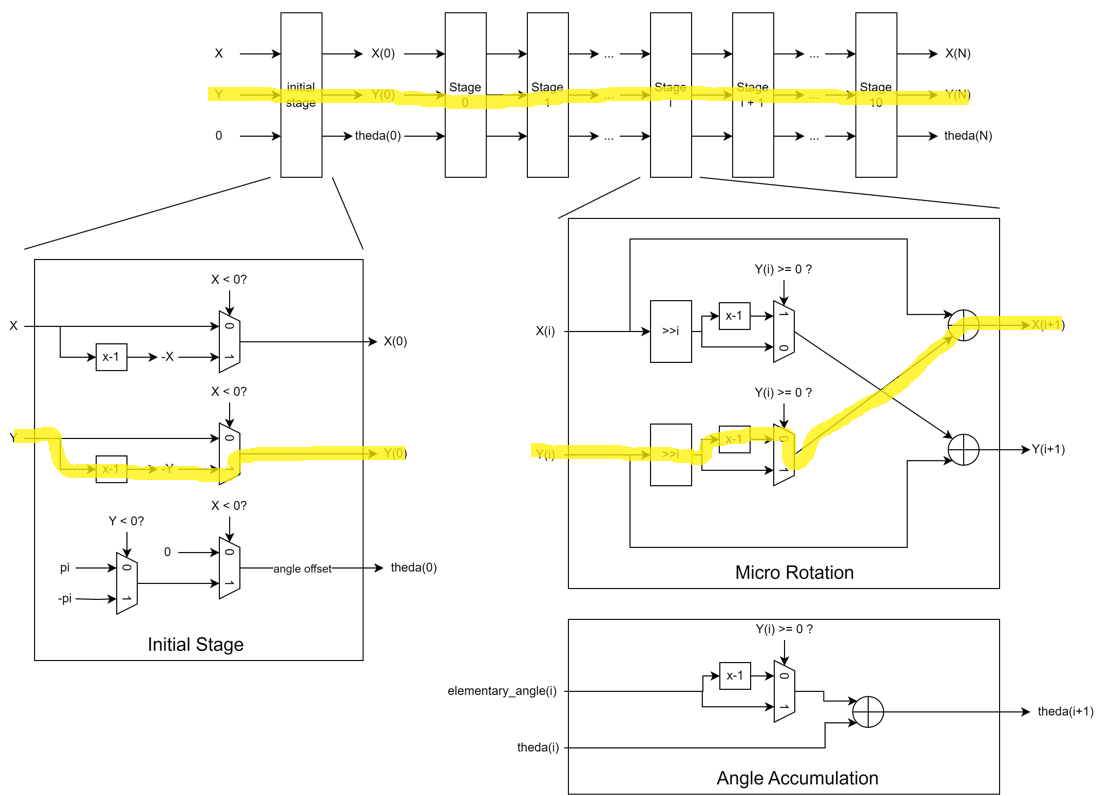 X
X(0)
...
...
X(N)
Y
initial
stage
Y(0)
Stage
0
Stage
1
...
Stage
i
Stage
i + 1
...
Stage
10
Y(N)
0
theda(0)
...
...
theda(N)
X < 0?
X
0
x-1
-X
1
X(0)
X < 0?
Y
0
x-1
-Y
1
Y(0)
X < 0?
Y < 0?
0
0
pi
0
-pi
1
1
angle offset
theda(0)
Initial Stage
Y(i) >= 0 ?
X(i)
>>i
x-1
1
0
X(i+1)
Y(i) >= 0 ?
Y(i)
>>i
x-1
0
1
Y(i+1)
Micro Rotation
Y(i) >= 0 ?
elementary_angle(i)
x-1
0
1
theda(i+1)
theda(i)
Angle Accumulation